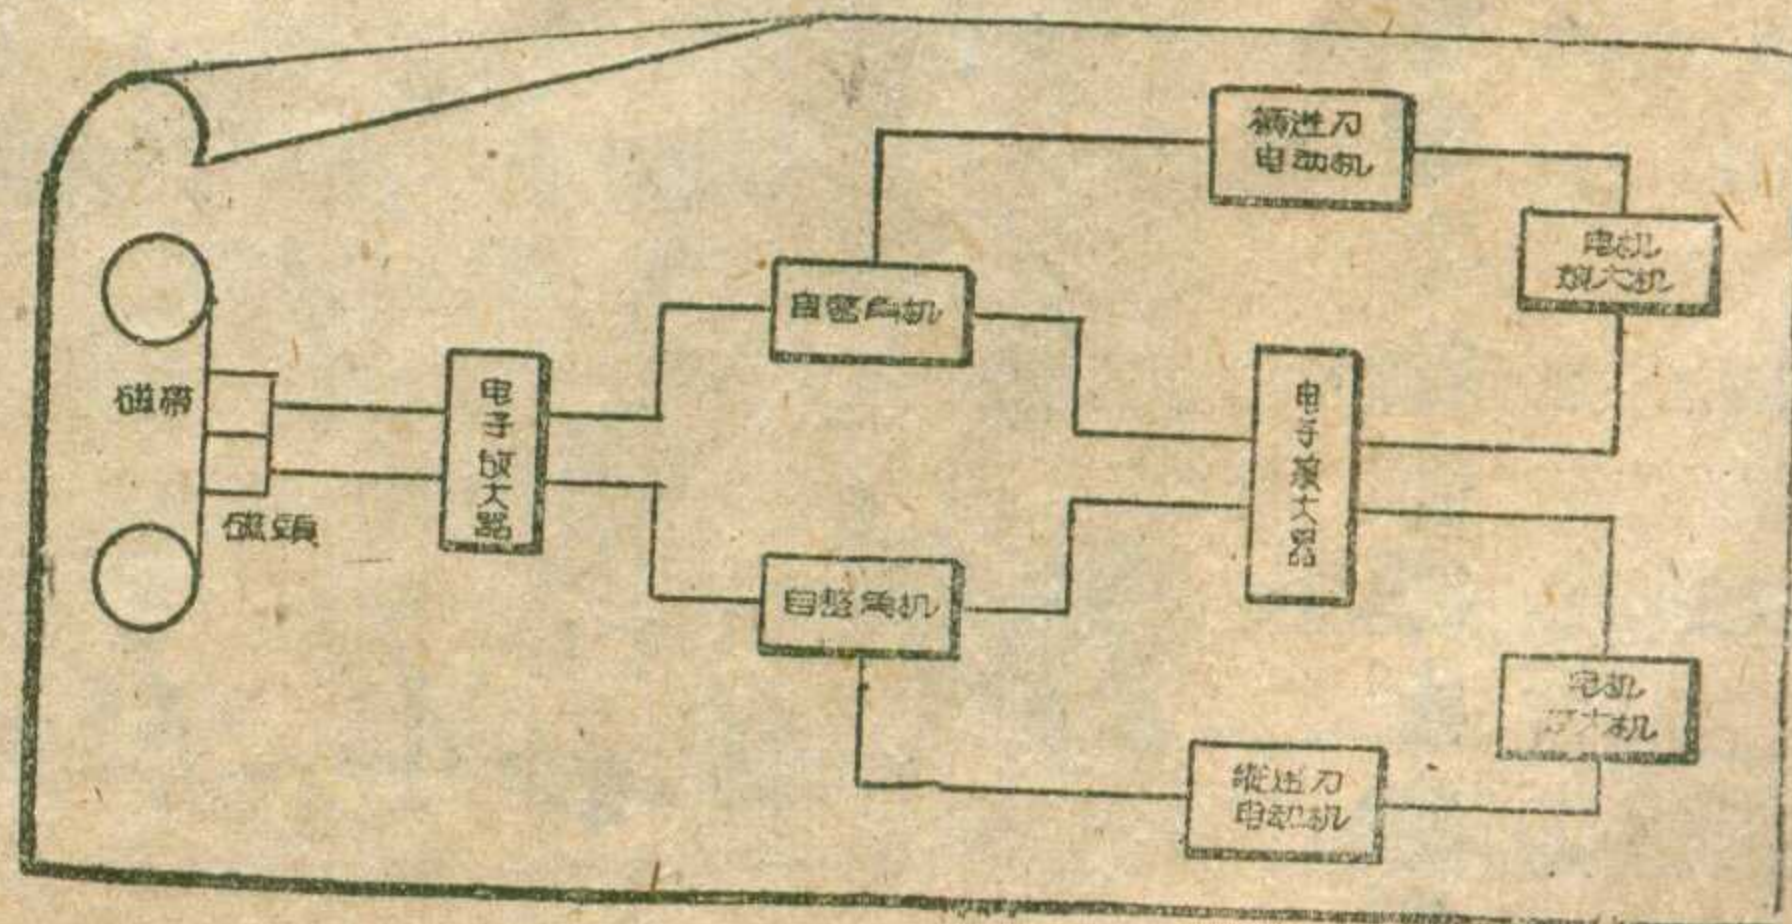 横进刀
电动机
电机
放大机
自整角机
磁带
电子放大器
电子放大器
磁頭
自整角机
电机
大机
縱进刀
电动机